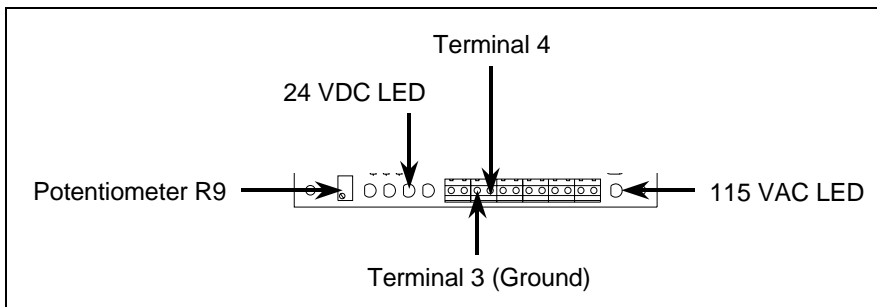 Terminal 4
24 VDC LED
Potentiometer R9
115 VAC LED
Terminal 3 (Ground)